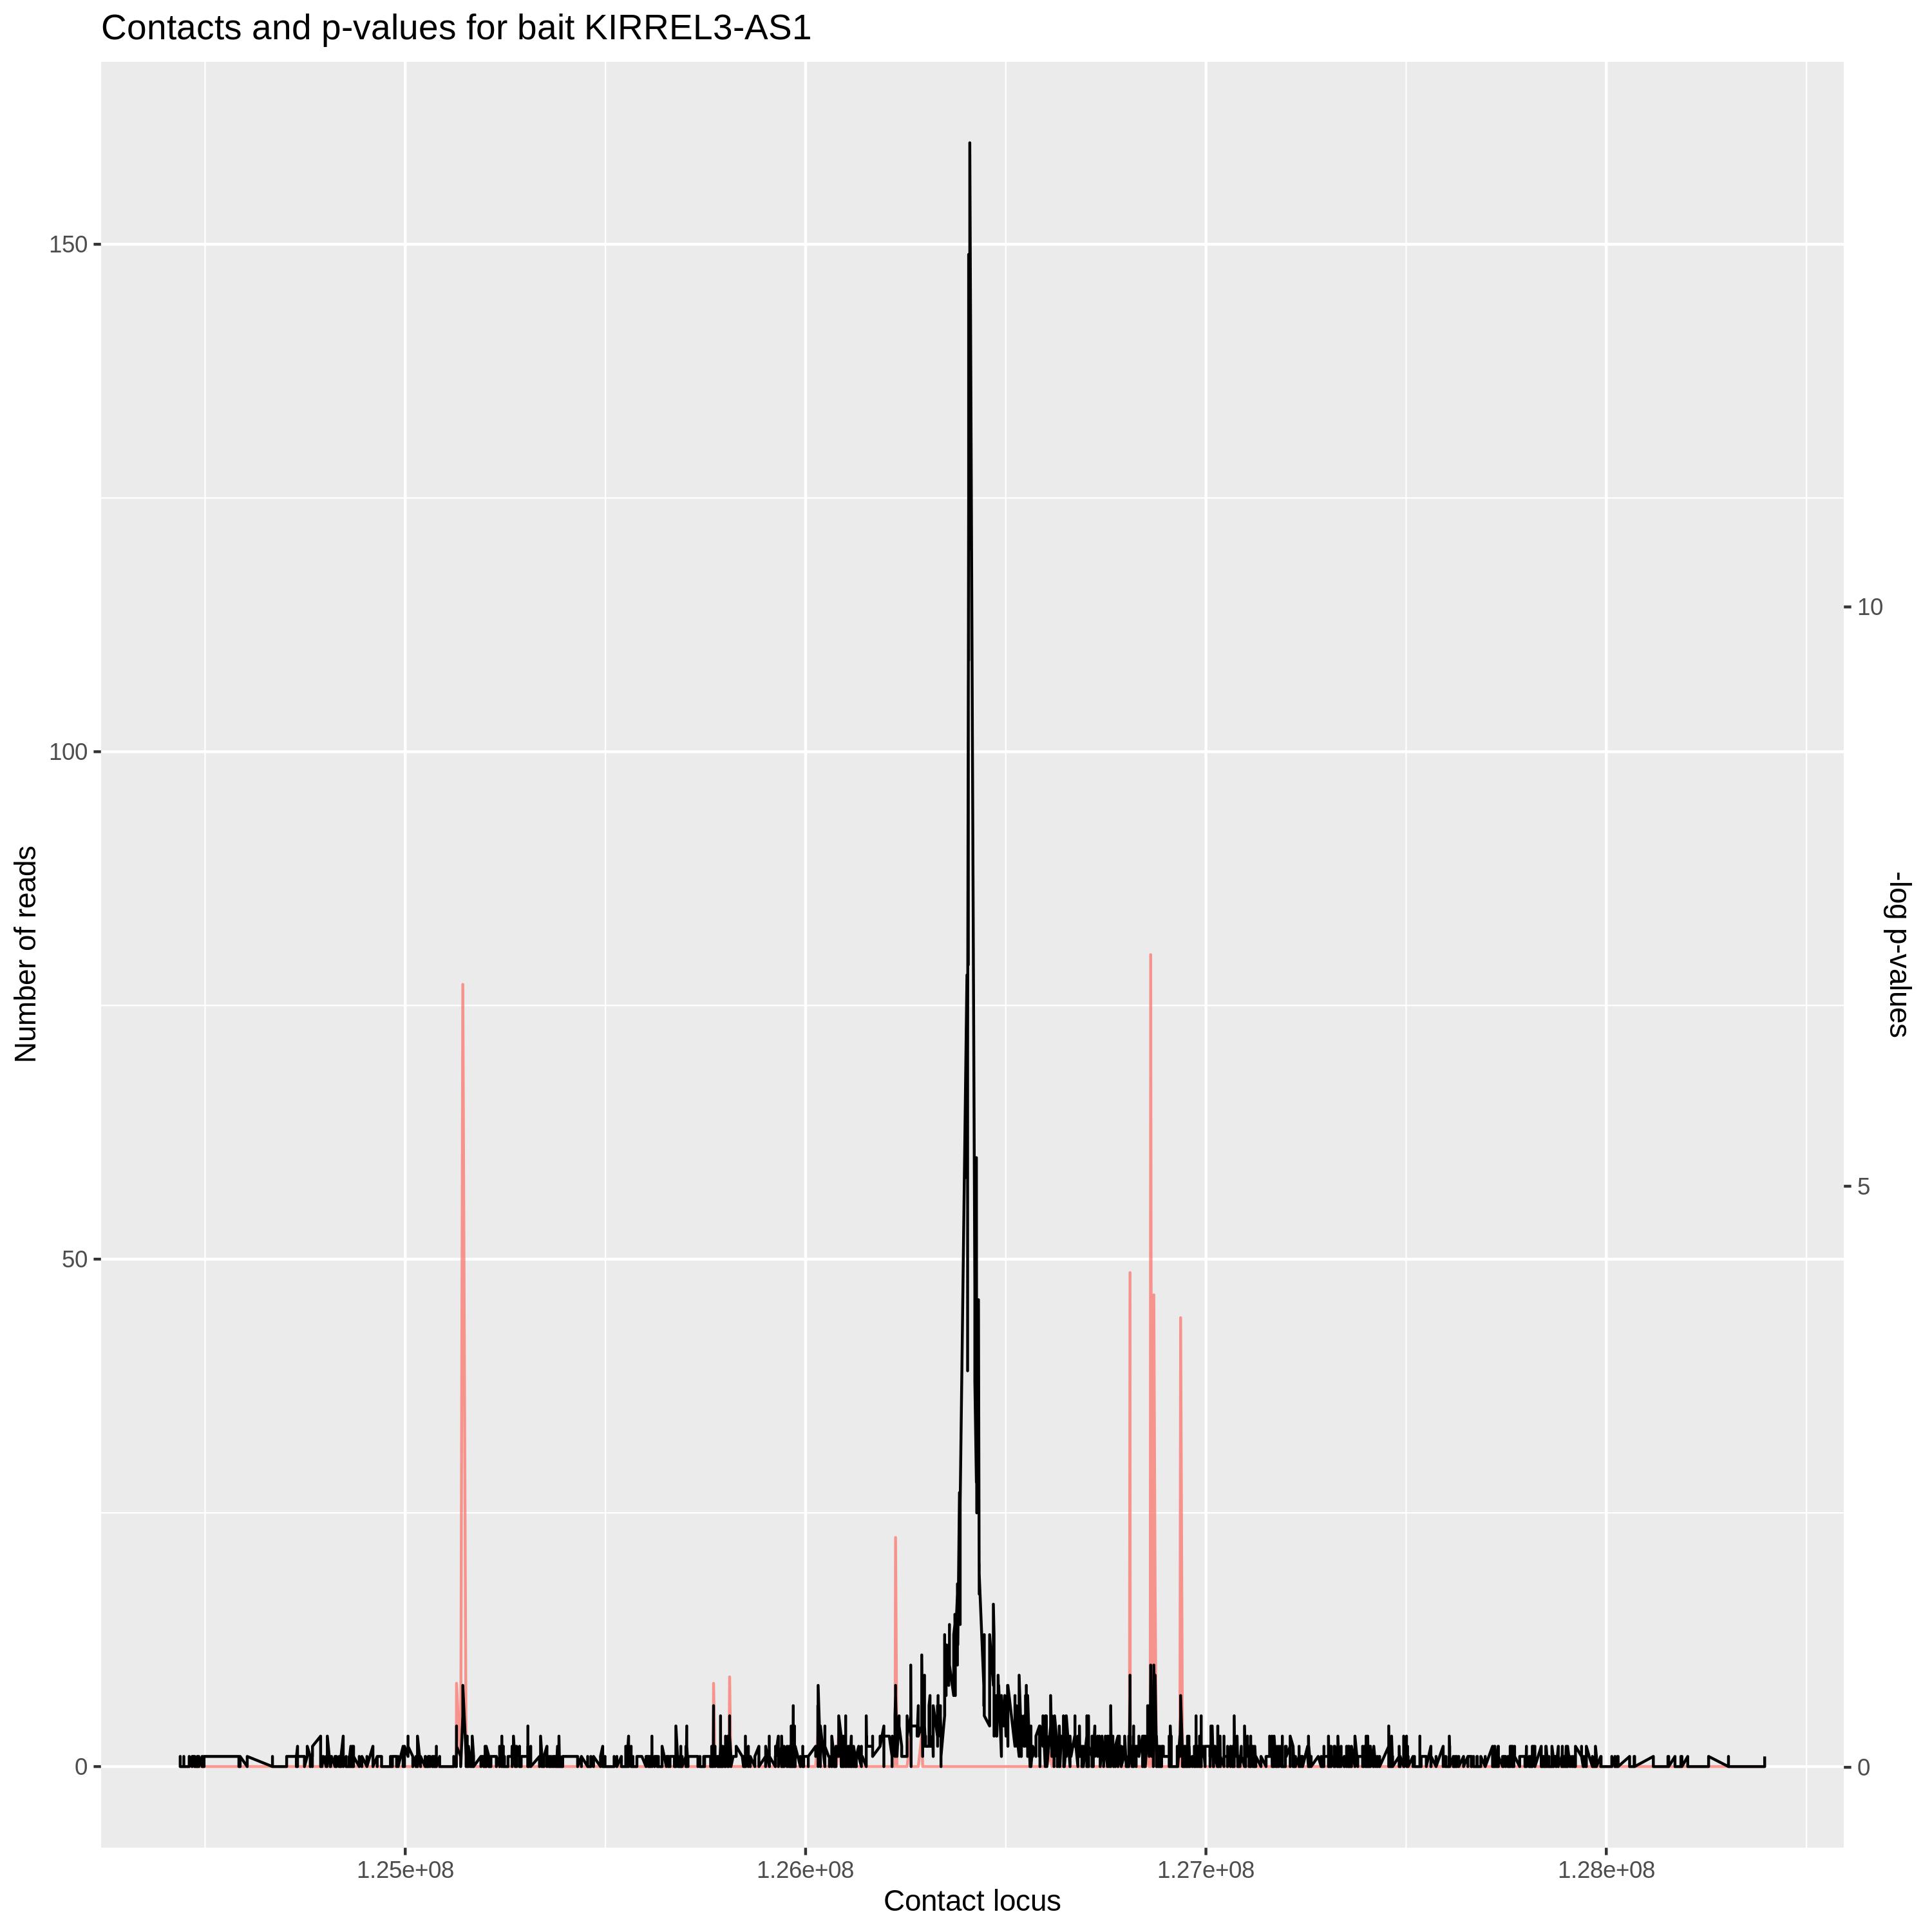 Contacts and p-values for bait KIRREL3-AS1
150
100
50
0
Number of reads
10
5
0
-log p-values
1.25e+08
1.26e+08
1.27e+08
1.28e+08
Contact locus